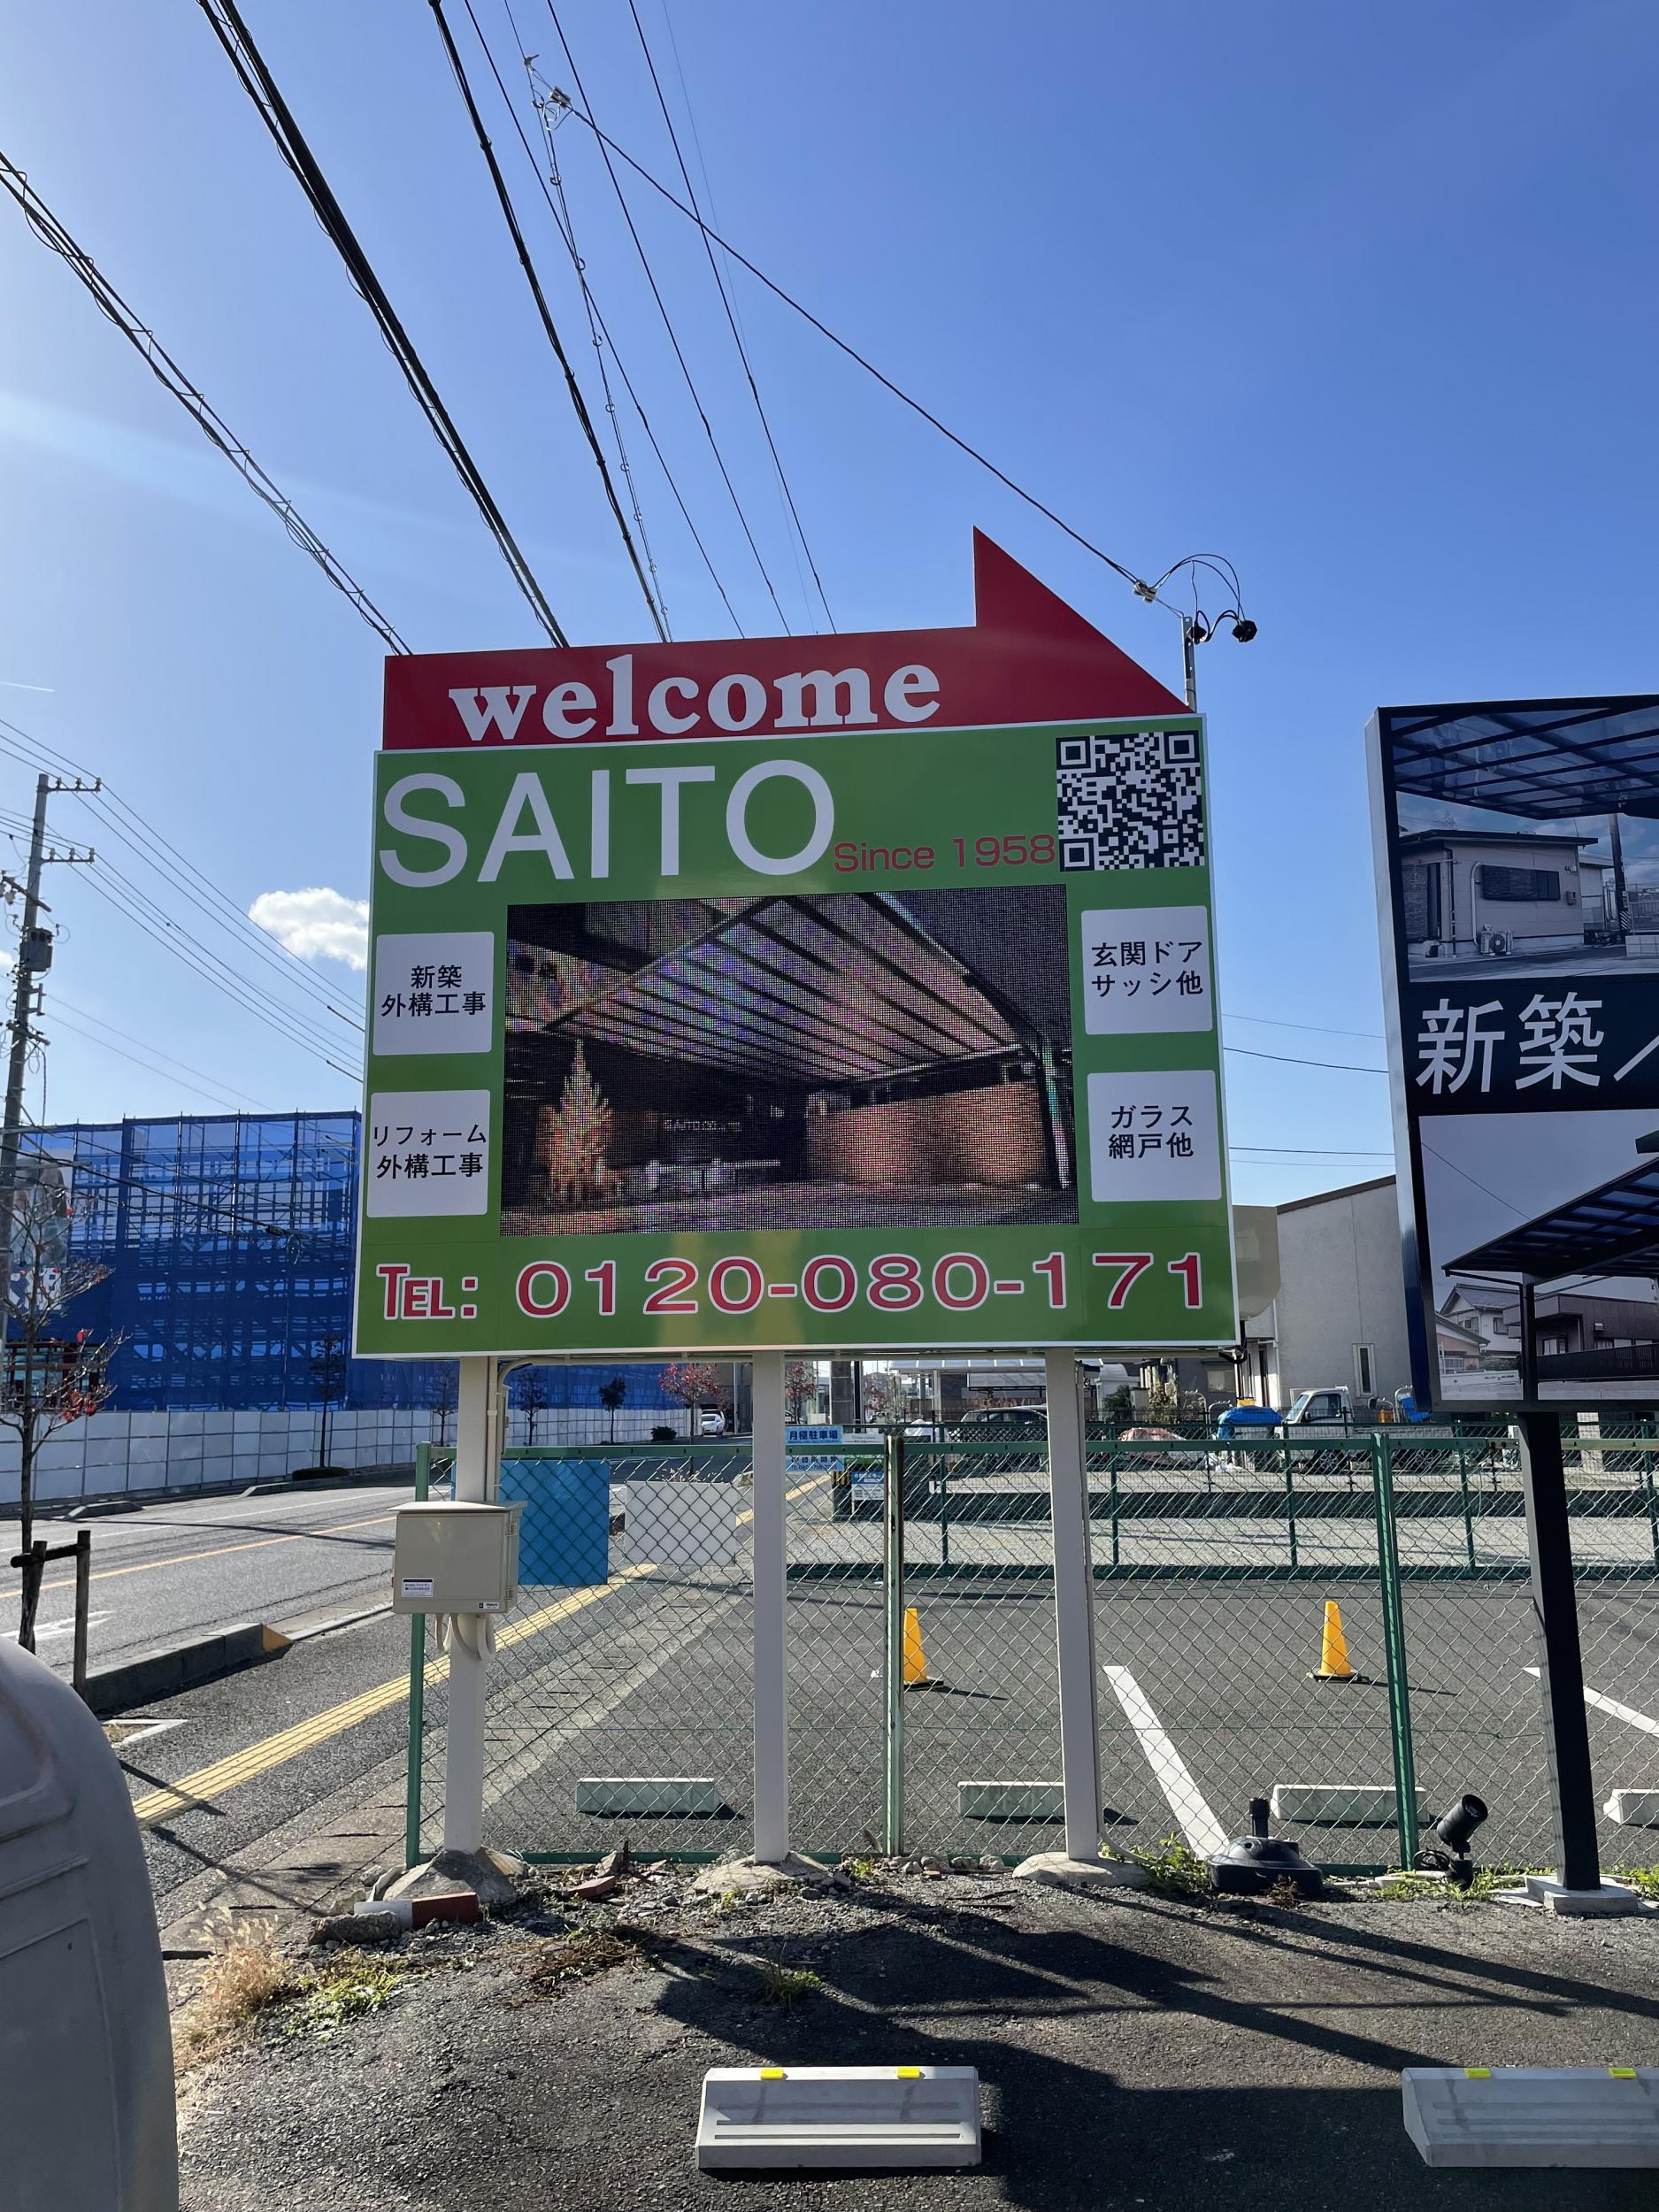 welcome
SAITO
Since 1958
新築
外構工事
リフォーム
外構工事
玄関ドア
サッシ他
ガラス
網戸他
TEL: 0120-080-171
新築/
月極駐車場